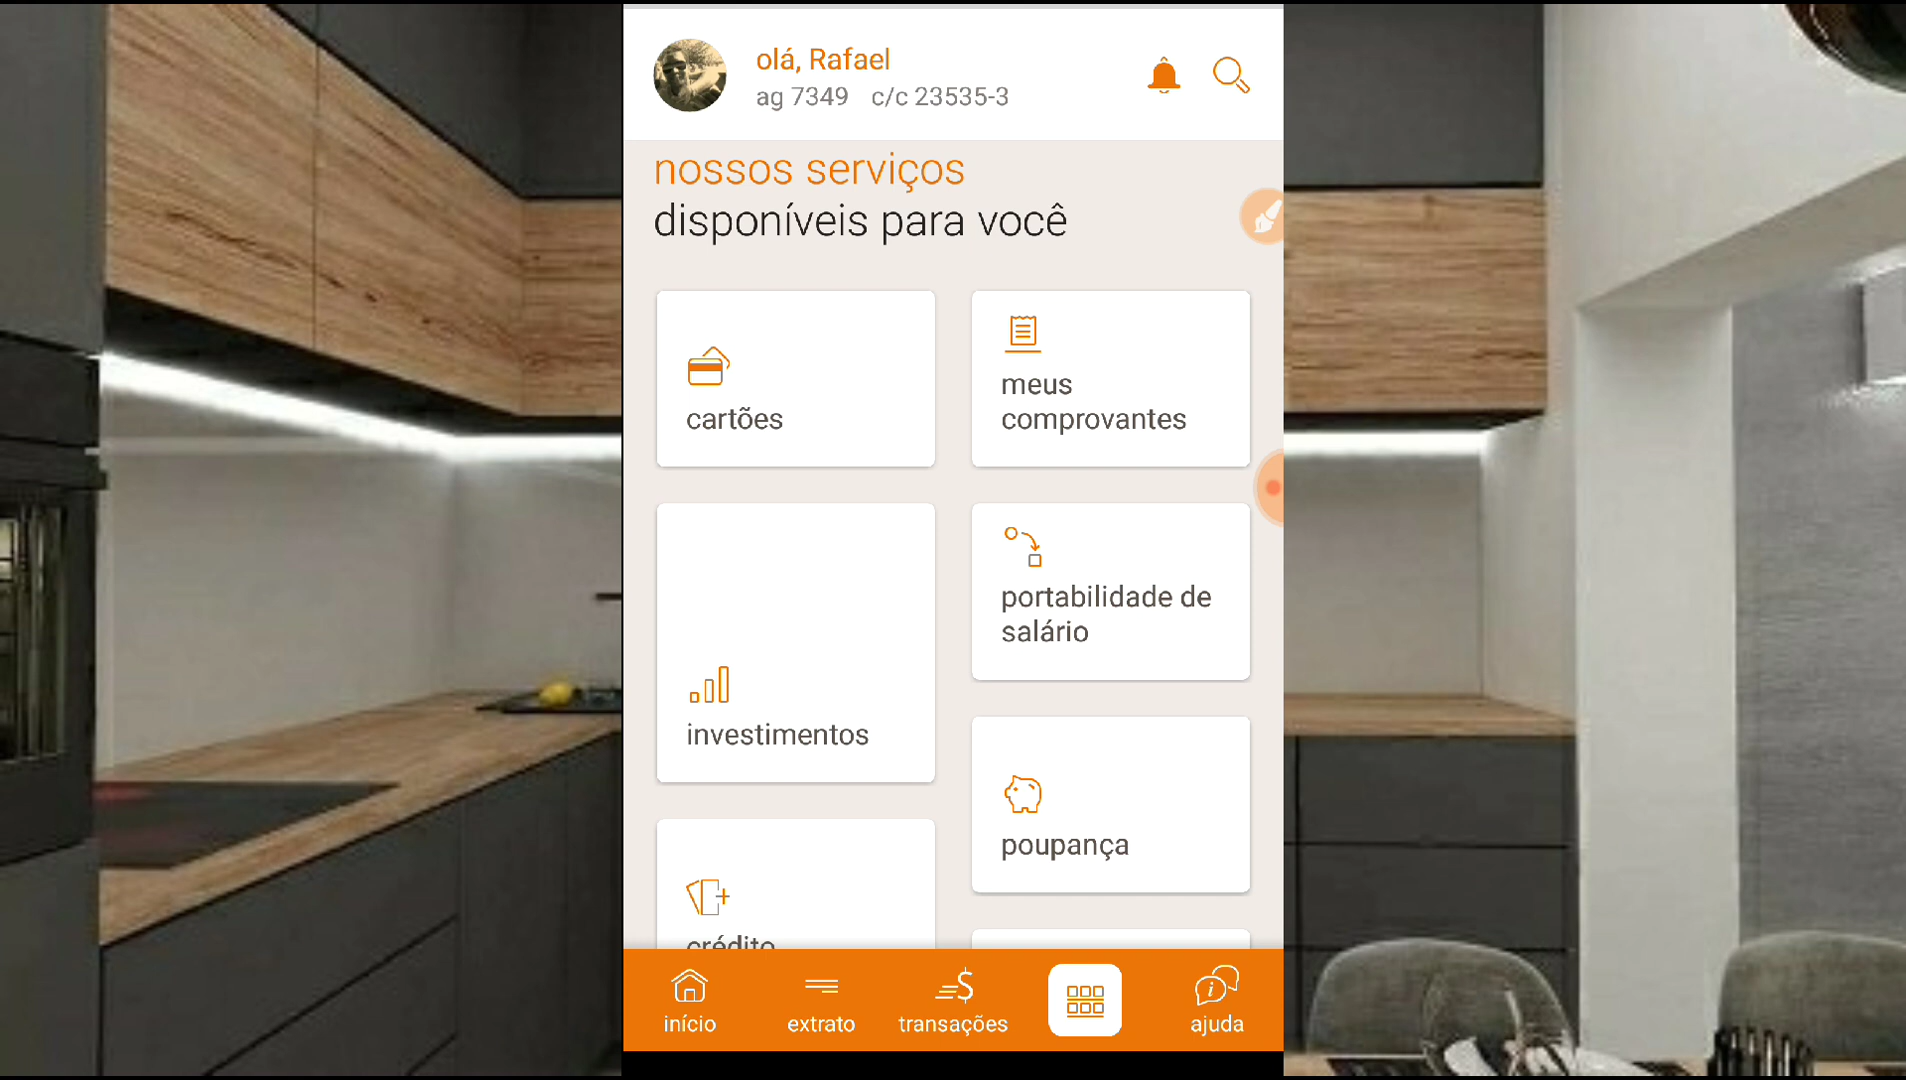 olá, Rafael
ag 7349 c/c 23535-3
nossos serviços
disponíveis para você
cartões
meus
comprovantes
investimentos
portabilidade de
salário
poupança
crédito
início
extrato
transações
ajuda